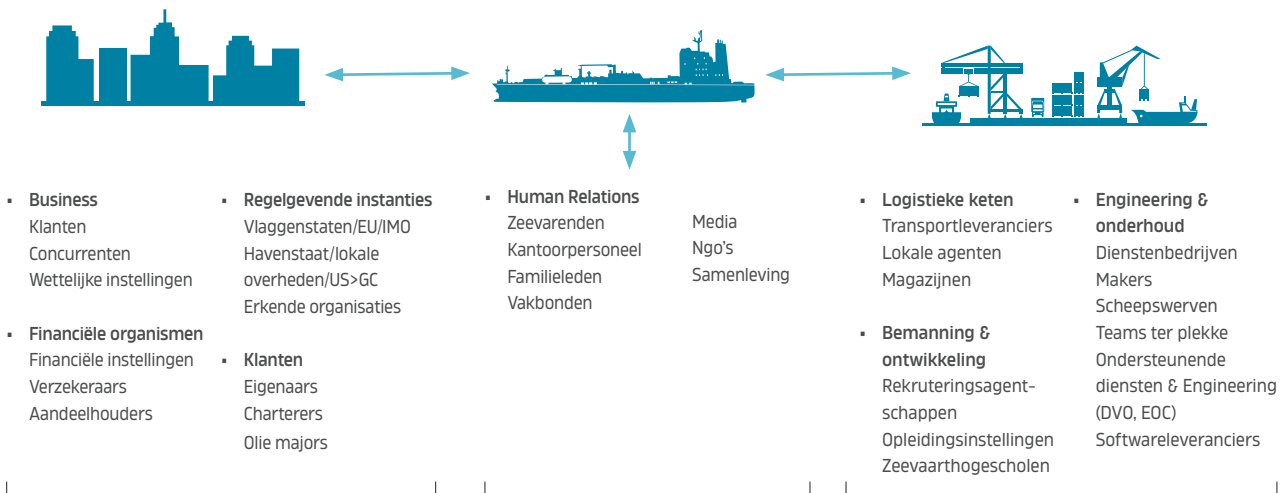 ▪ Business
Klanten
Concurrenten
Wettelijke instellingen
▪ Financiële organismen
Financiële instellingen
Verzekeraars
Aandeelhouders
▪ Regelgevende instanties
Vlaggenstaten/EU/IMO
Havenstaat/lokale
overheden/US>GC
Erkende organisaties
▪ Klanten
Eigenaars
Charterers
Olie majors
▪ Human Relations
Zeevarenden
Kantoorpersoneel
Familieleden
Vakbonden
Media
Ngo's
Samenleving
▪ Logistieke keten
Transportleveranciers
Lokale agenten
Magazijnen
▪ Bemanning &
ontwikkeling
Rekruteringsagent-
schappen
Opleidingsinstellingen
Zeevaarthogescholen
▪ Engineering &
onderhoud
Dienstenbedrijven
Makers
Scheepswerven
Teams ter plekke
Ondersteunende
diensten & Engineering
(DVO, EOC)
Softwareleveranciers